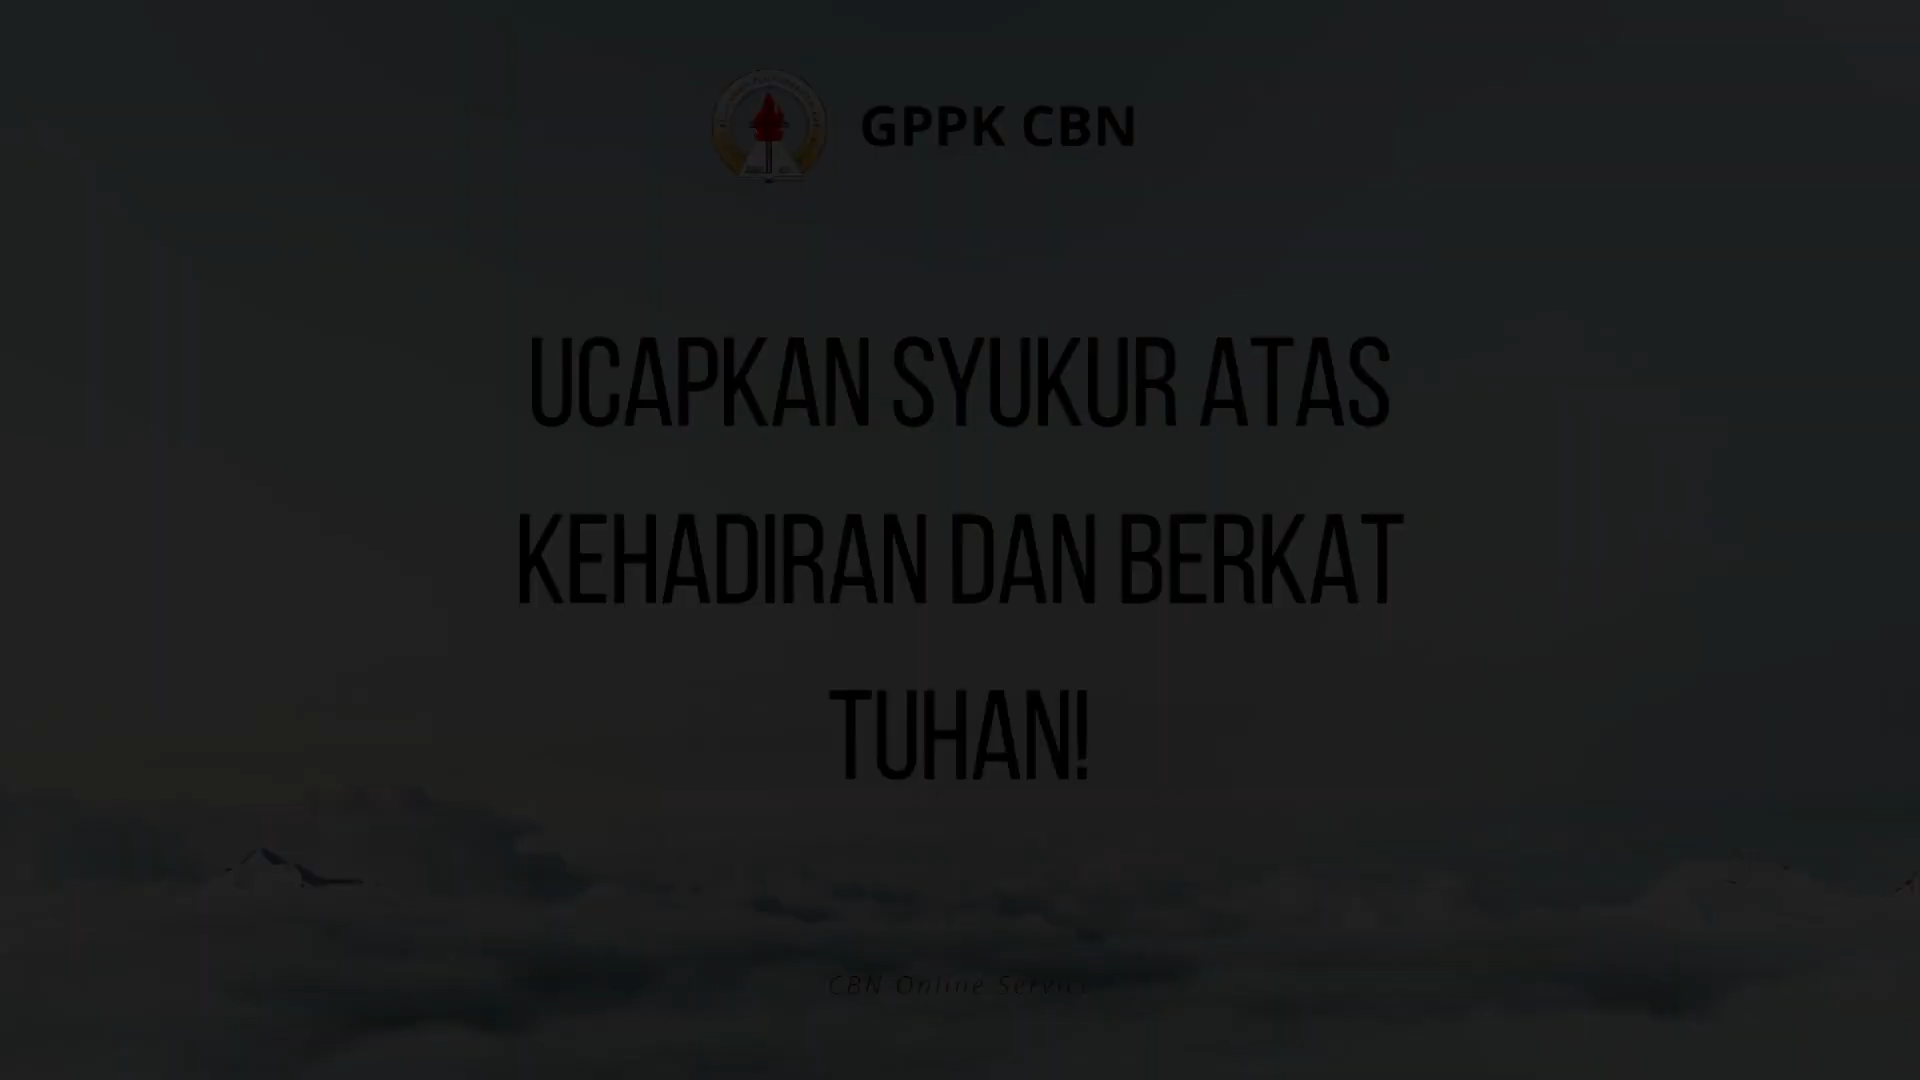 GPPK CBN
UCAPKAN SYUKUR ATAS
KEHADIRAN DAN BERKAT
TUHAN!
CBN Online Service